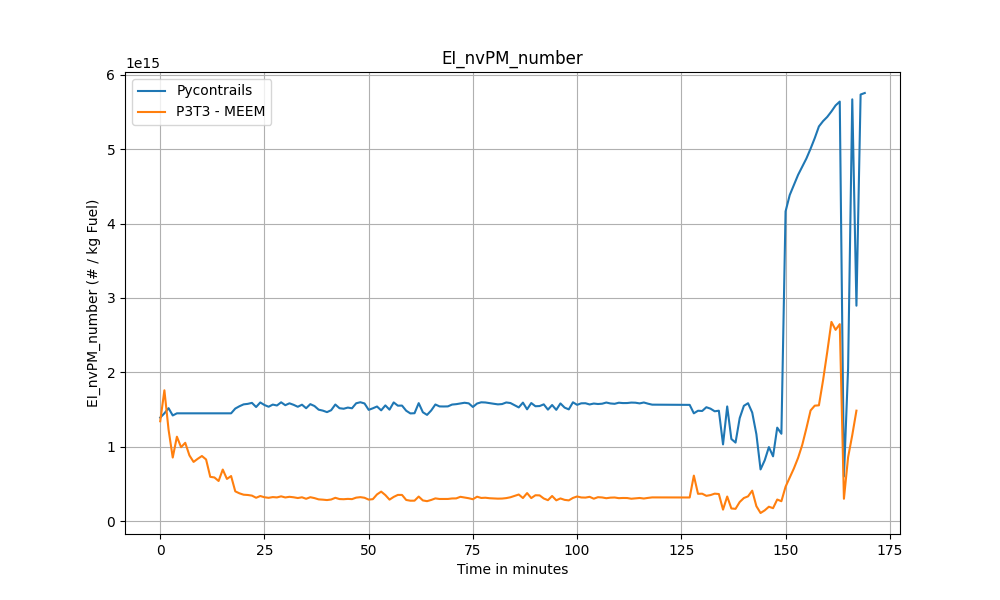 EI_nvPM_number
1e15
Pycontrails
P3T3 - MEEM
EI_nvPM_number (# / kg Fuel)
6
5
4
3
2
1
0
0 25 50 75 100 125 150 175
Time in minutes